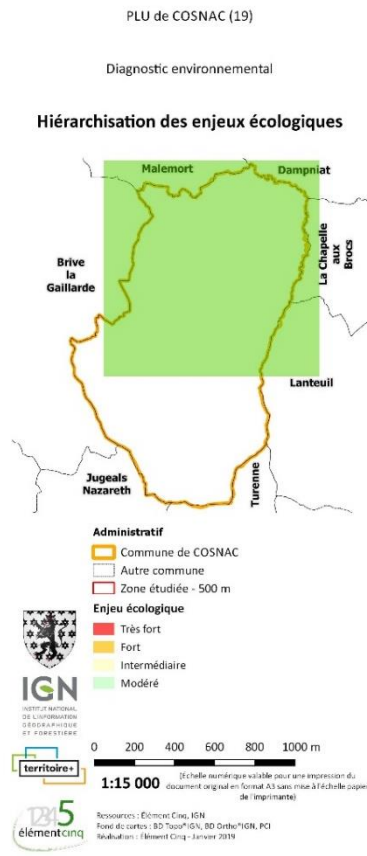 PLU de COSNAC (19)
Diagnostic environnemental
Hiérarchisation des enjeux écologiques
Malemort
Dampniat
La Chapelle
aux
Brocs
Brive
la
Gaillarde
Lanteuil
Jugeals
Nazareth
Turenne
Administratif
Commune de COSNAC
Autre commune
Zone étudiée - 500 m
Enjeu écologique
Très fort
Fort
Intermédiaire
Modéré
IGN
INSTITUT NATIONAL
DE L'INFORMATION
GÉOGRAPHIQUE
ET FORESTIÈRE
territoire+
0 200 400 600 800 1000 m
1:15 000
(Échelle numérique valable pour une impression du
document original en format A3 sans mise à l'échelle papier
de l'imprimante)
12345
élémentcinq
Ressources : Élément Cinq, IGN
Fond de cartes : BD Topo®IGN, BD Ortho®IGN, PCI
Réalisation : Élément Cinq - Janvier 2019